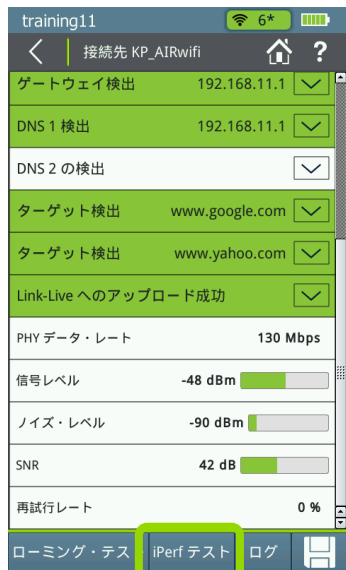 training11 6*
接続先 KP_AIRwifi ?
ゲートウェイ検出 192.168.11.1
DNS 1 検出 192.168.11.1
DNS 2 の検出
ターゲット検出 www.google.com
ターゲット検出 www.yahoo.com
Link-Live へのアップロード成功
PHY データ・レート 130 Mbps
信号レベル -48 dBm
ノイズ・レベル -90 dBm
SNR 42 dB
再試行レート 0 %
ローミング・テス iPerf テスト ログ